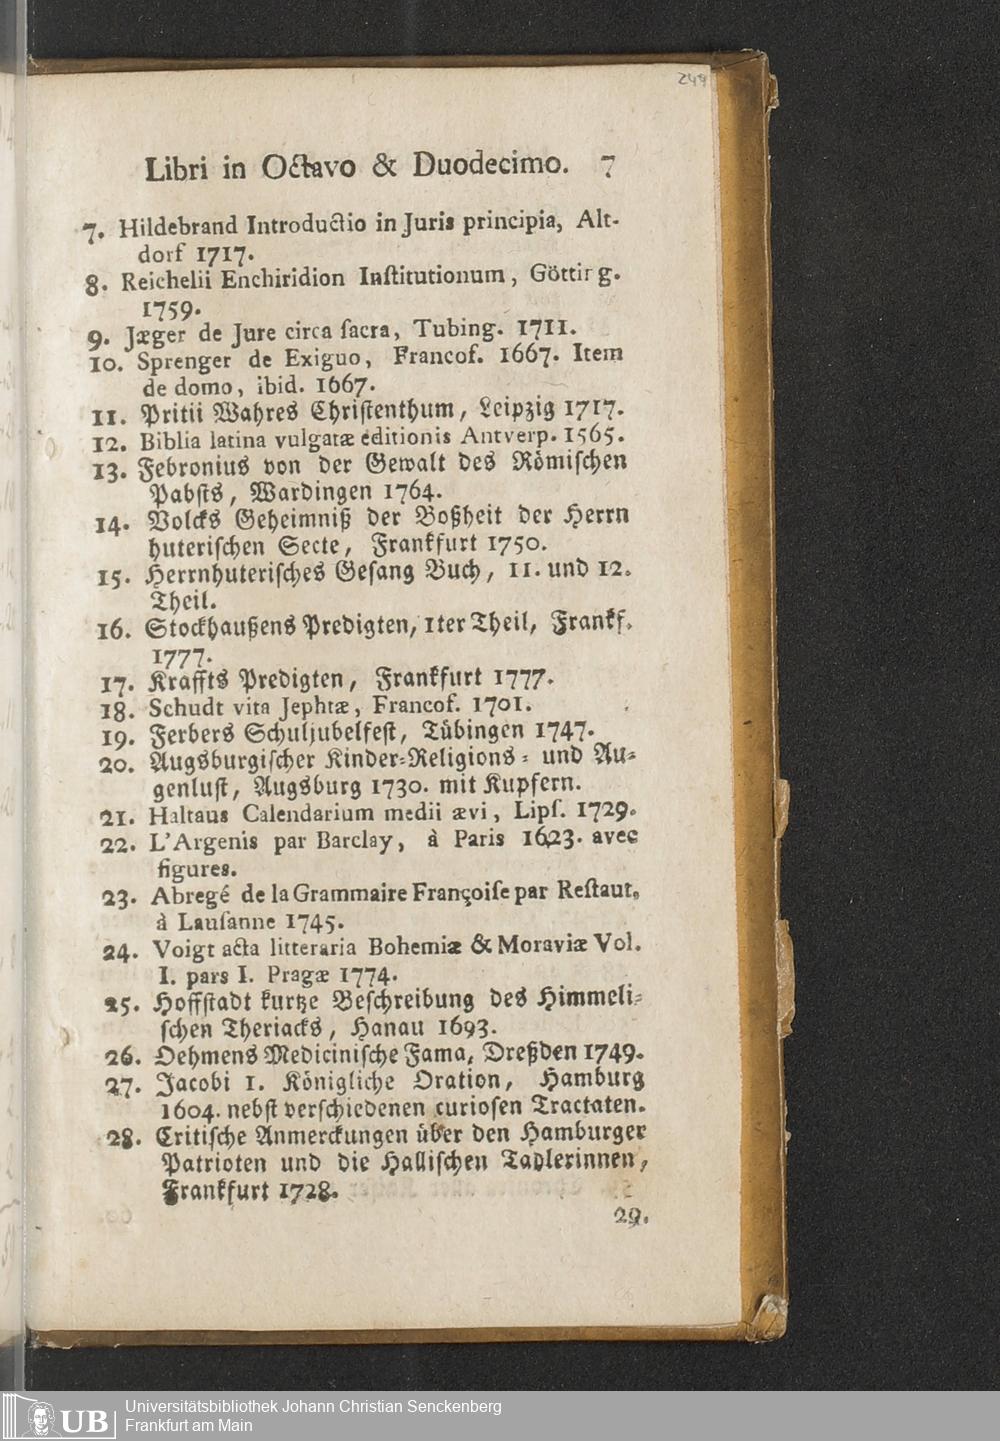 244
Libri in Octavo & Duodecimo. 7
7. Hildebrand Introductio in Juris principia, Alt-
dorf 1717.
8. Reichelii Enchiridion Inſtitutionum, Götting.
1759.
9. Jæger de Jure circa ſacra, Tubing. 1711.
10. Sprenger de Exiguo, Francof. 1667. Item
de domo, ibid. 1667.
11. Pritii Wahres Chriſtenthum, Leipzig 1717.
12. Biblia latina vulgatæ editionis Antverp. 1565.
13. Febronius von der Gewalt des Römiſchen
Pabſts, Wardingen 1764.
14. Volcks Geheimniß der Boßheit der Herrn
huteriſchen Secte, Frankfurt 1750.
15. Herrnhuteriſches Geſang Buch, 11. und 12.
Theil.
16. Stockhaußens Predigten, 1ter Theil, Frankf.
1777.
17. Kraffts Predigten, Frankfurt 1777.
18. Schudt vita Jephtæ, Francof. 1701.
19. Ferbers Schuljubelfeſt, Tübingen 1747.
20. Augsburgiſcher Kinder-Religions- und Au-
genluſt, Augsburg 1730. mit Kupfern.
21. Haltaus Calendarium medii ævi, Lipſ. 1729.
22. L'Argenis par Barclay, à Paris 1623. avec
figures.
23. Abregé de la Grammaire Françoiſe par Reſtaut,
à Lauſanne 1745.
24. Voigt acta litteraria Bohemiæ & Moraviæ Vol.
I. pars I. Pragæ 1774.
25. Hoffſtadt kurtze Beſchreibung des Himmeli-
ſchen Theriacks, Hanau 1693.
26. Oehmens Mediciniſche Fama, Dreßden 1749.
27. Jacobi 1. Königliche Oration, Hamburg
1604. nebſt verſchiedenen curioſen Tractaten.
28. Critiſche Anmerckungen über den Hamburger
Patrioten und die Halliſchen Tadlerinnen,
Frankfurt 1728.
29.
UB
Universitätsbibliothek Johann Christian Senckenberg
Frankfurt am Main